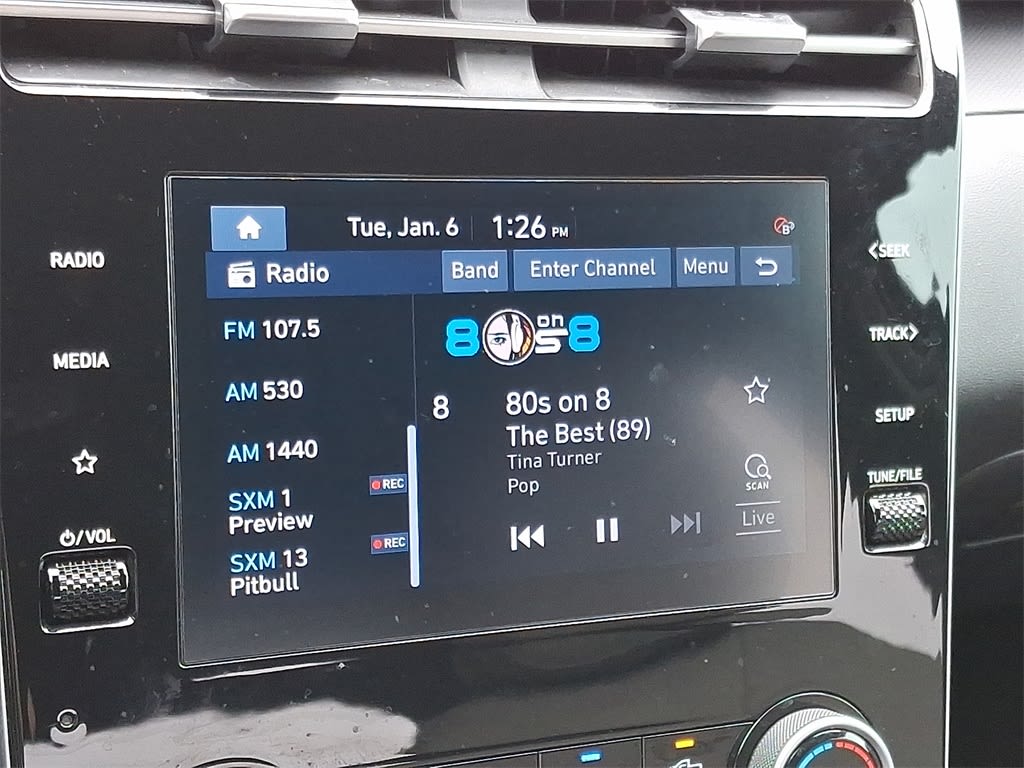 Tue, Jan. 6 1:26 PM
B
RADIO
Radio Band Enter Channel Menu
< SEEK
FM 107.5
80s on 8
MEDIA
TRACK >
AM 530
8 80s on 8
The Best (89)
SETUP
AM 1440
Tina Turner
SXM 1 REC
Pop
SCAN
TUNE/FILE
Preview
Live
/VOL
SXM 13 REC
Pitbull